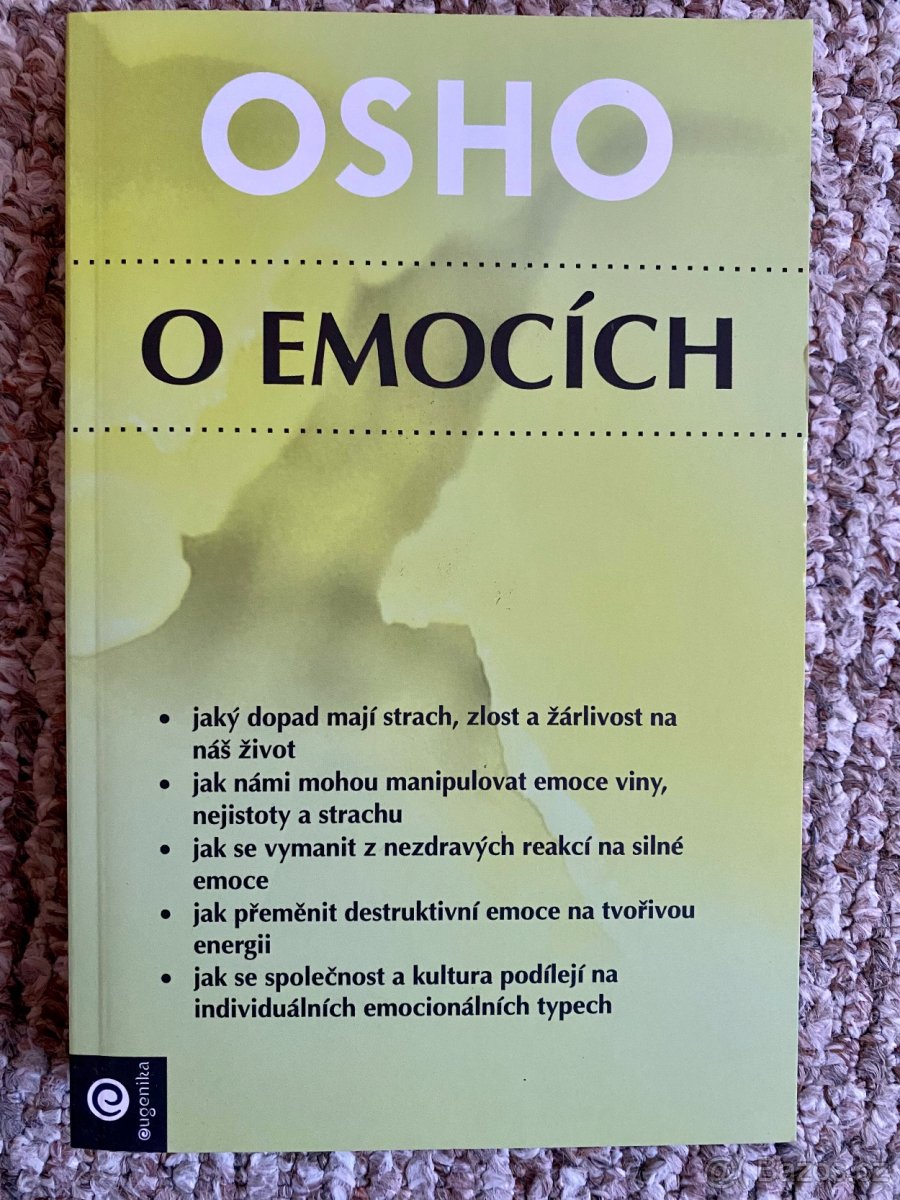 OSHO
O EMOCÍCH
• jaký dopad mají strach, zlost a žárlivost na
náš život
• jak námi mohou manipulovat emoce viny,
nejistoty a strachu
• jak se vymanit z nezdravých reakcí na silné
emoce
• jak přeměnit destruktivní emoce na tvořivou
energii
• jak se společnost a kultura podílejí na
individuálních emocionálních typech
eugenika
Bazos.cz